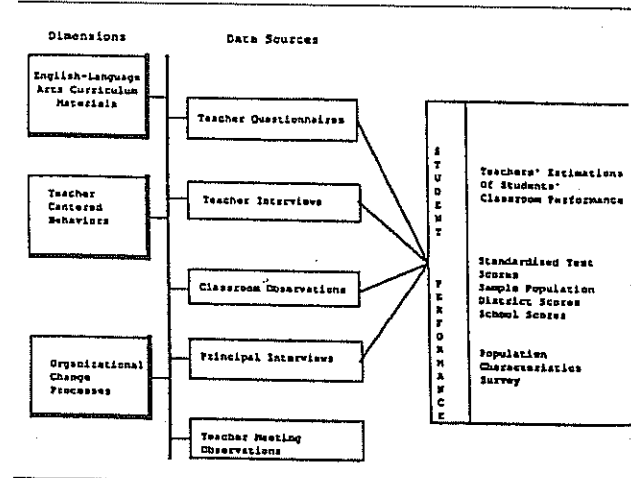 Dimensions
Data Sources
English-Language
Arts Curriculum
Materials
Teacher
Centered
Behaviors
Organizational
Change
Processes
Teacher Questionnaires
Teacher Interviews
Classroom Observations
Principal Interviews
Teacher Meeting
Observations
STUDENT PERFORMANCE
Teachers' Estimations
Of Students'
Classroom Performance
Standardized Test
Scores
Sample Population
District Scores
School Scores
Population
Characteristics
Survey